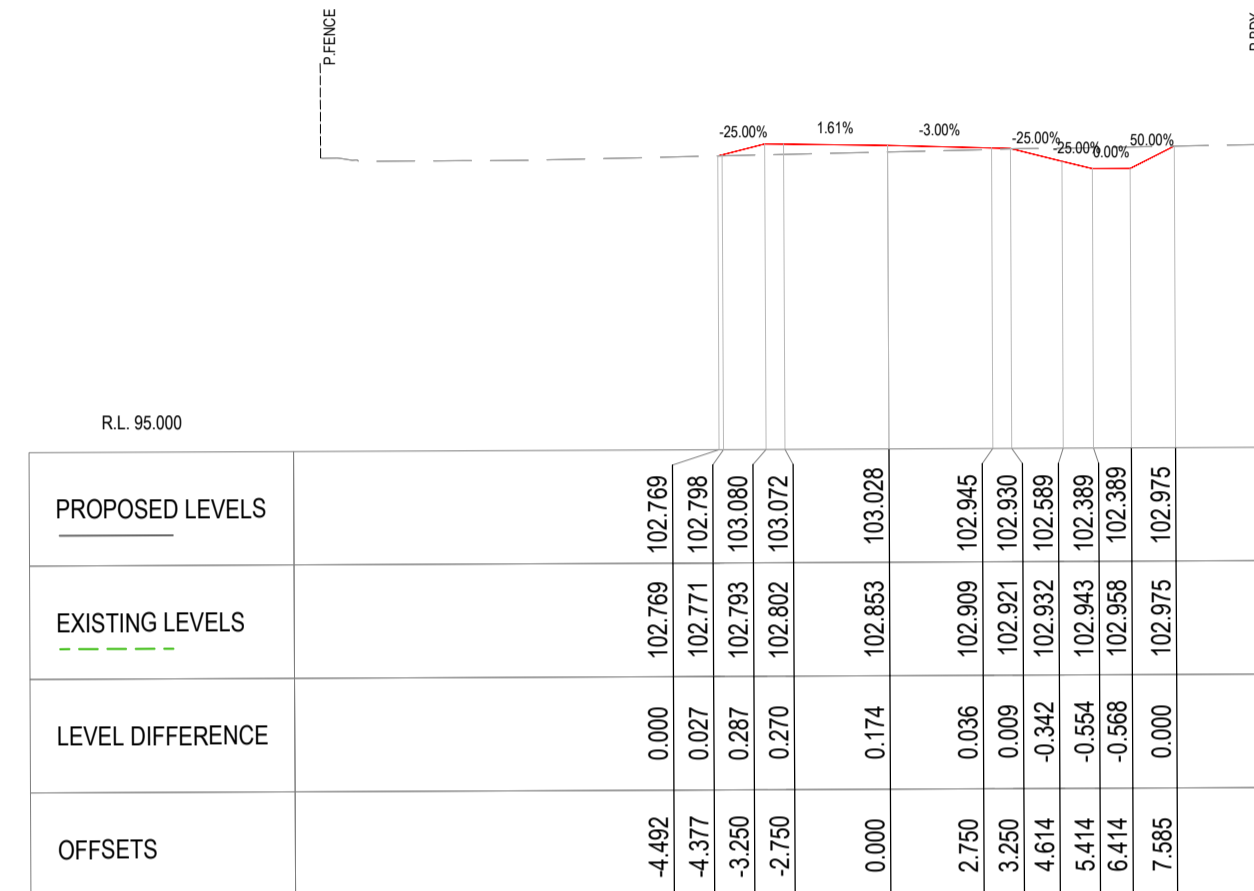 P.FENCE
-25.00% 1.61% -3.00% -25.00% -25.00% 0.00% 50.00%
R.L. 95.000
PROPOSED LEVELS 102.769 102.798 103.080 103.072 103.028 102.945 102.930 102.589 102.389 102.389 102.975
EXISTING LEVELS 102.769 102.771 102.793 102.802 102.853 102.909 102.921 102.932 102.943 102.958 102.975
LEVEL DIFFERENCE 0.000 0.027 0.287 0.270 0.174 0.036 0.009 -0.342 -0.554 -0.568 0.000
OFFSETS -4.492 -4.377 -3.250 -2.750 0.000 2.750 3.250 4.614 5.414 6.414 7.585